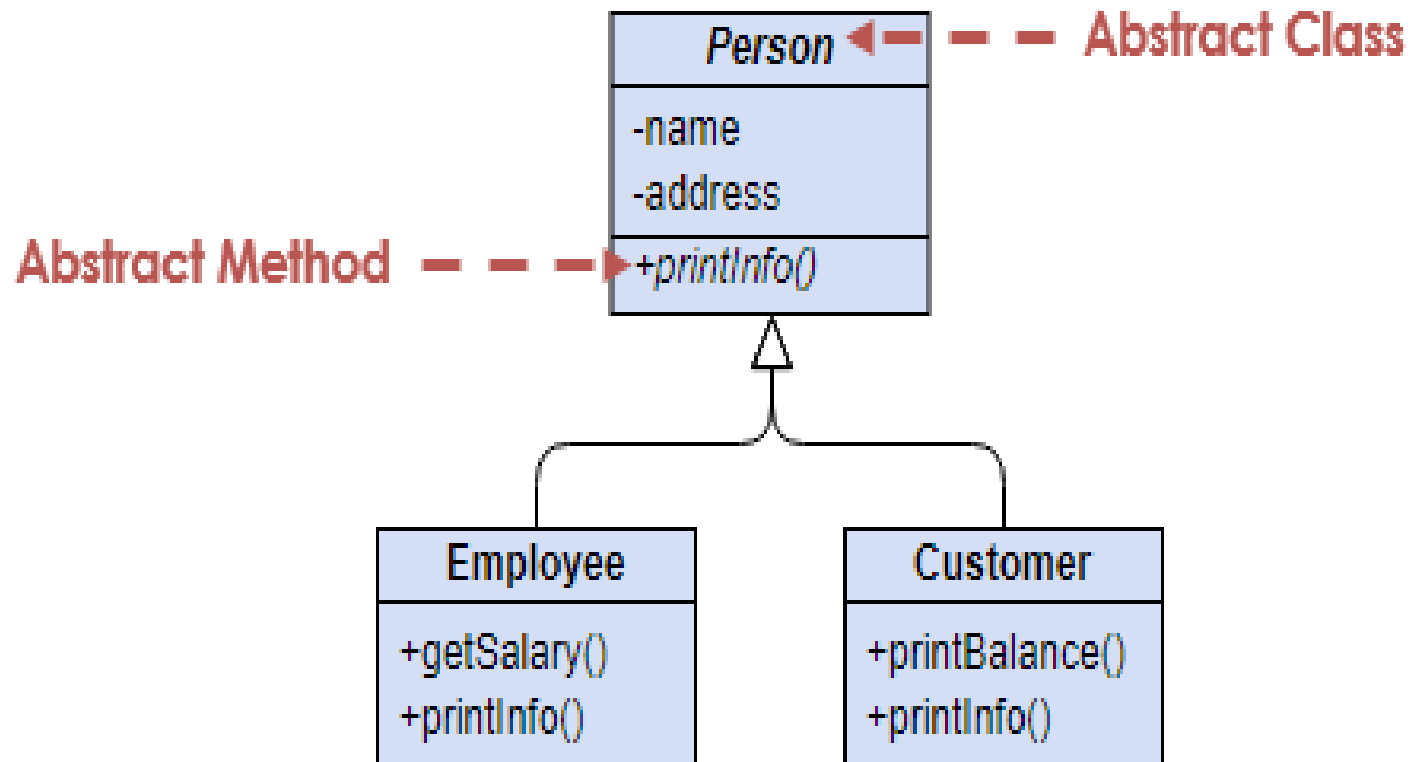 Person
Abstract Class
-name
-address
Abstract Method
+printInfo()
Employee
+getSalary()
+printInfo()
Customer
+printBalance()
+printInfo()